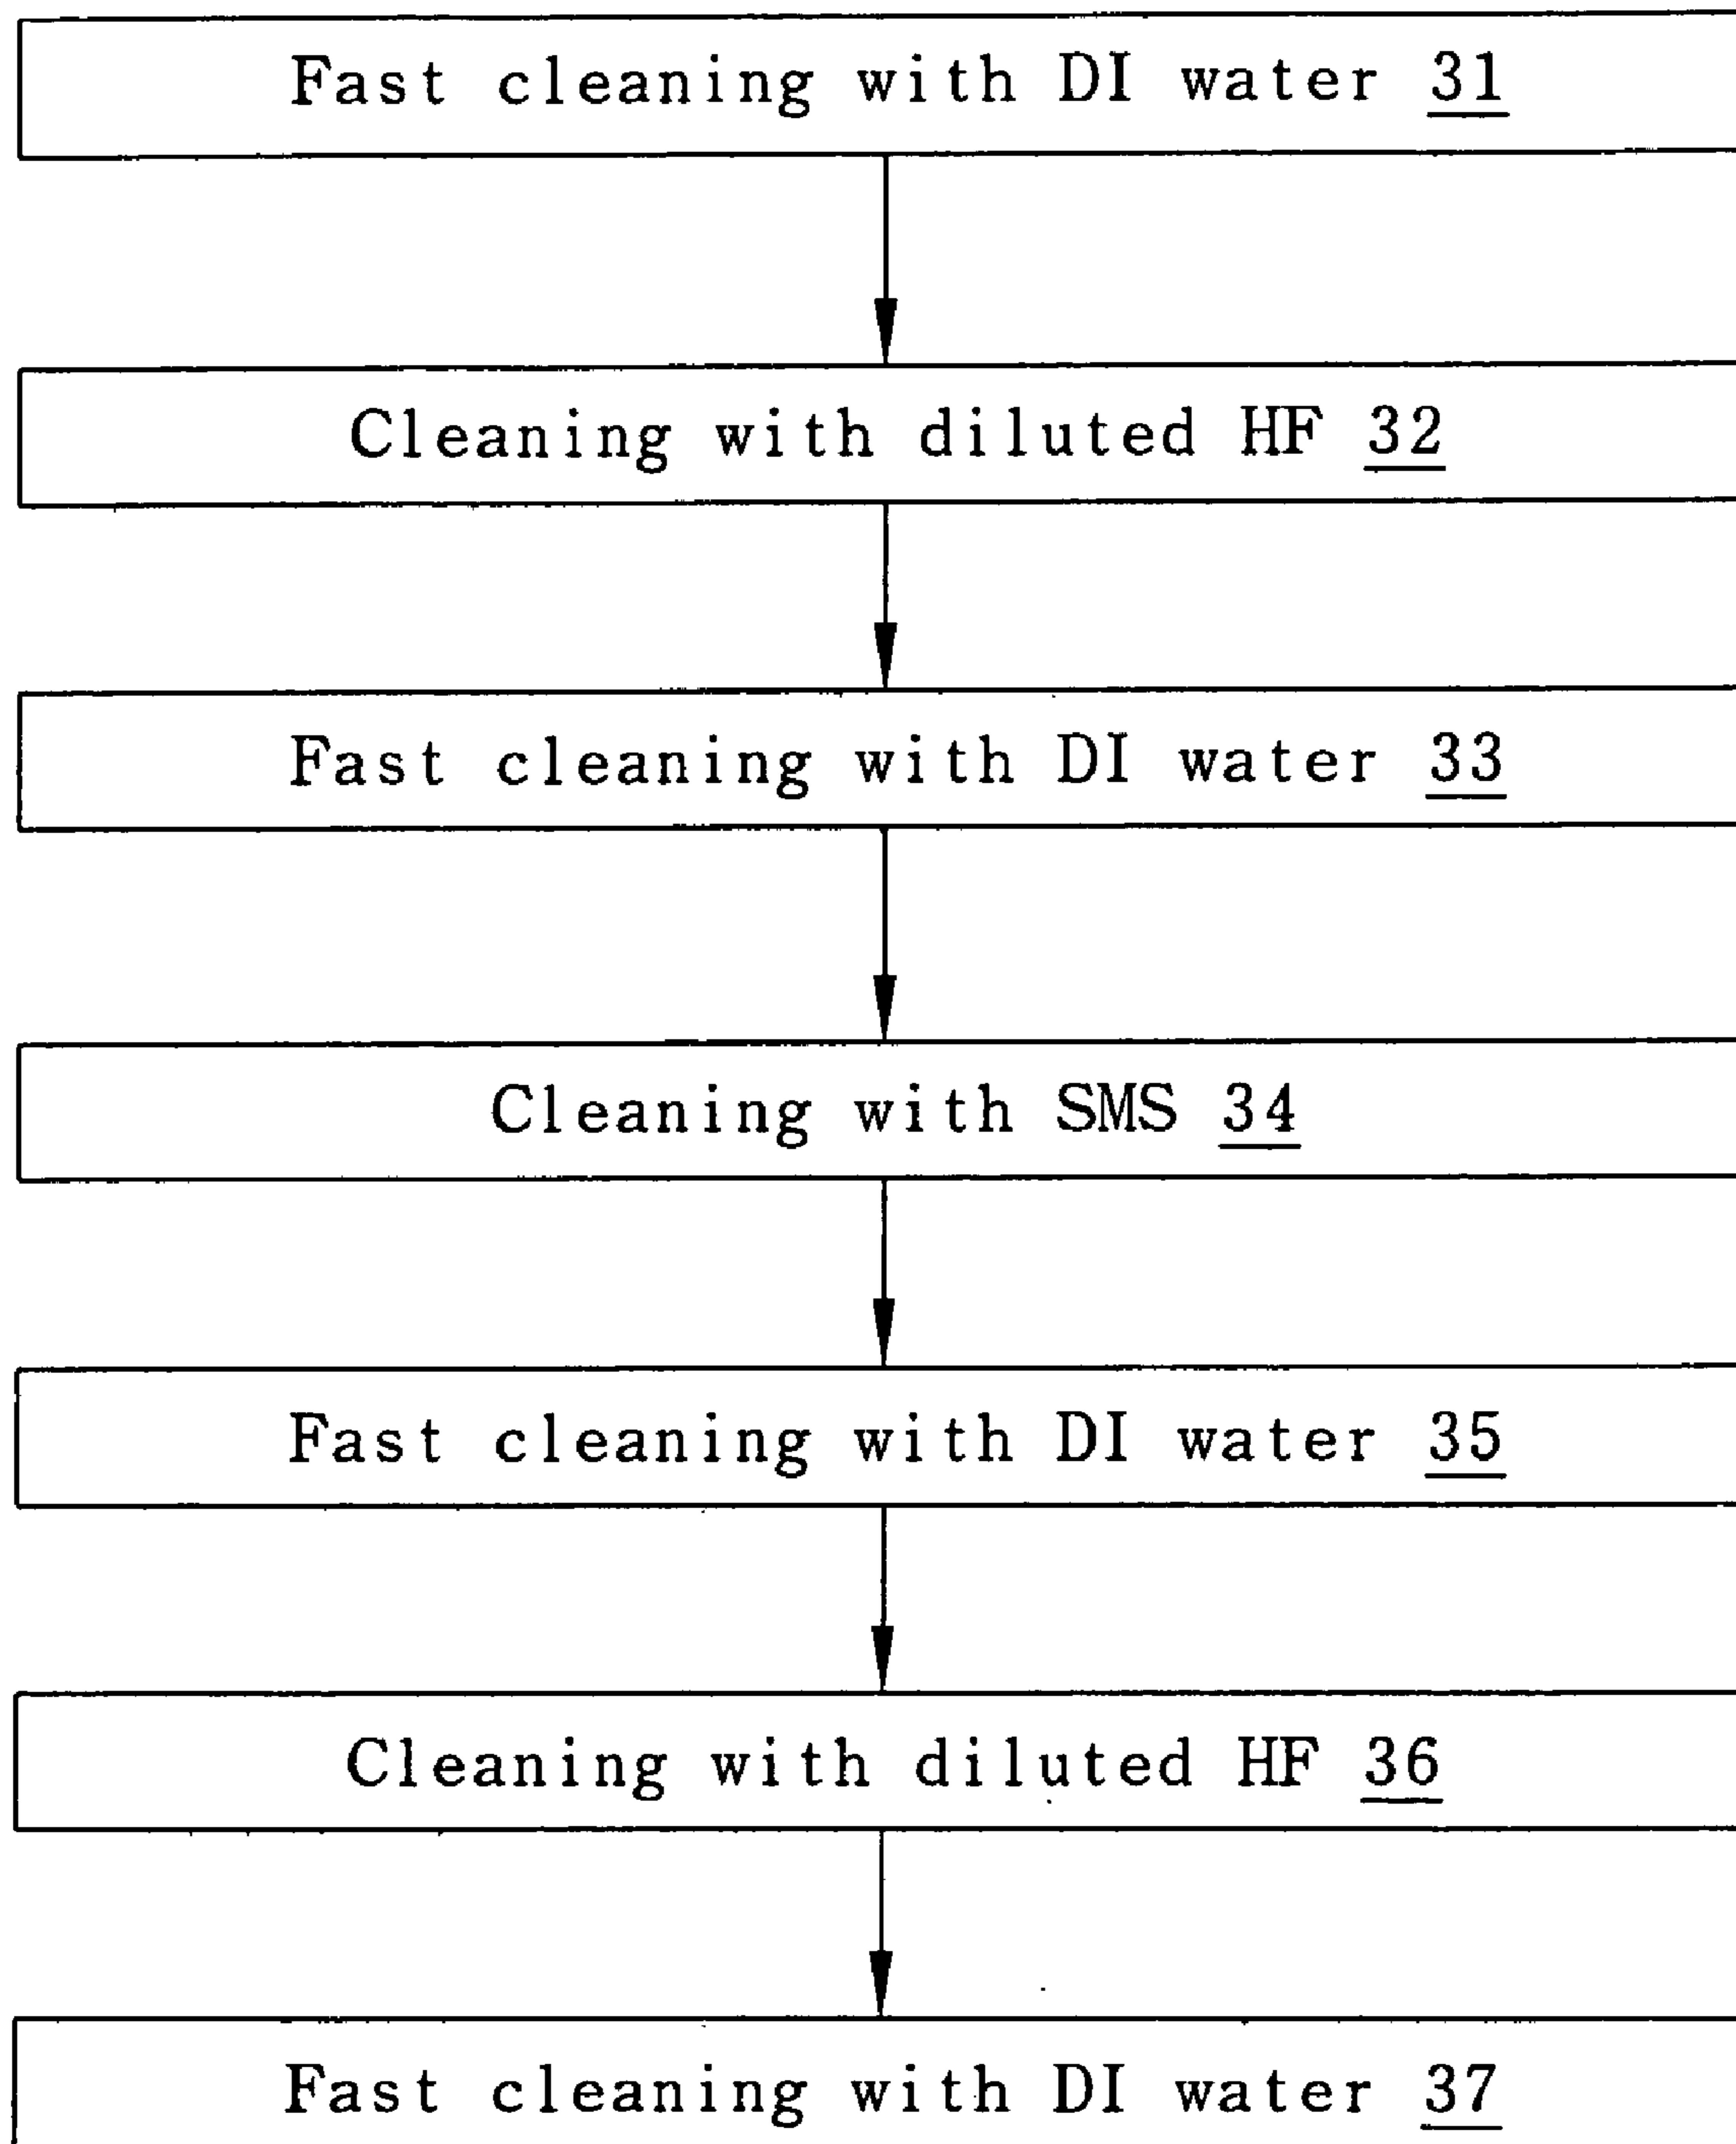 Fast cleaning with DI water 31
Cleaning with diluted HF 32
Fast cleaning with DI water 33
Cleaning with SMS 34
Fast cleaning with DI water 35
Cleaning with diluted HF 36
Fast cleaning with DI water 37